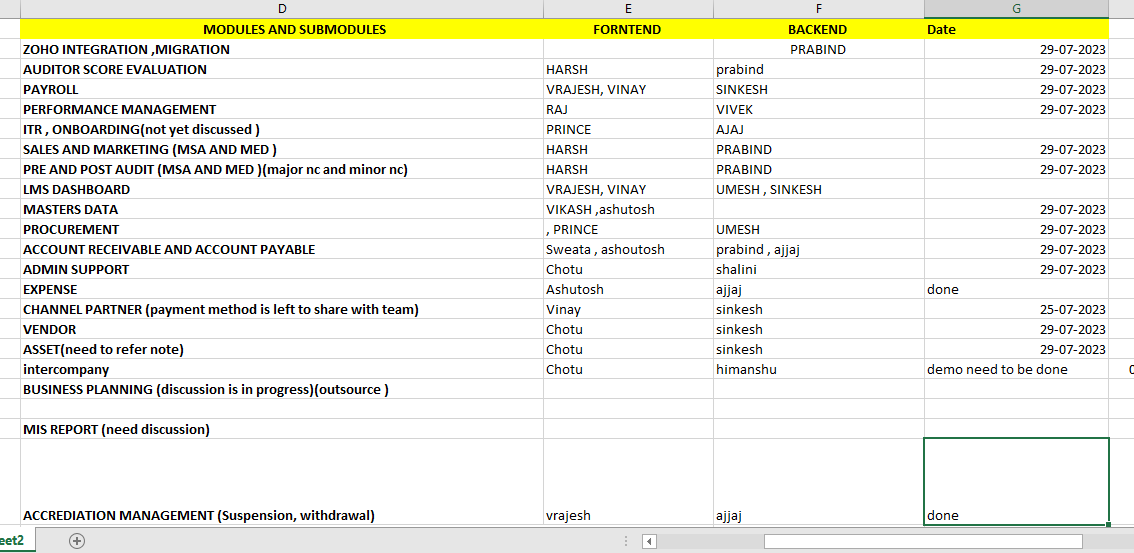 D E F G
MODULES AND SUBMODULES FORNTEND BACKEND Date
ZOHO INTEGRATION ,MIGRATION PRABIND 29-07-2023
AUDITOR SCORE EVALUATION HARSH prabind 29-07-2023
PAYROLL VRAJESH, VINAY SINKESH 29-07-2023
PERFORMANCE MANAGEMENT RAJ VIVEK 29-07-2023
ITR , ONBOARDING(not yet discussed ) PRINCE AJAJ
SALES AND MARKETING (MSA AND MED ) HARSH PRABIND 29-07-2023
PRE AND POST AUDIT (MSA AND MED )(major nc and minor nc) HARSH PRABIND 29-07-2023
LMS DASHBOARD VRAJESH, VINAY UMESH , SINKESH
MASTERS DATA VIKASH ,ashutosh 29-07-2023
PROCUREMENT , PRINCE UMESH 29-07-2023
ACCOUNT RECEIVABLE AND ACCOUNT PAYABLE Sweata , ashoutosh prabind , ajjaj 29-07-2023
ADMIN SUPPORT Chotu shalini 29-07-2023
EXPENSE Ashutosh ajjaj done
CHANNEL PARTNER (payment method is left to share with team) Vinay sinkesh 25-07-2023
VENDOR Chotu sinkesh 29-07-2023
ASSET(need to refer note) Chotu sinkesh 29-07-2023
intercompany Chotu himanshu demo need to be done
BUSINESS PLANNING (discussion is in progress)(outsource )
MIS REPORT (need discussion)
ACCREDIATION MANAGEMENT (Suspension, withdrawal) vrajesh ajjaj done
eet2